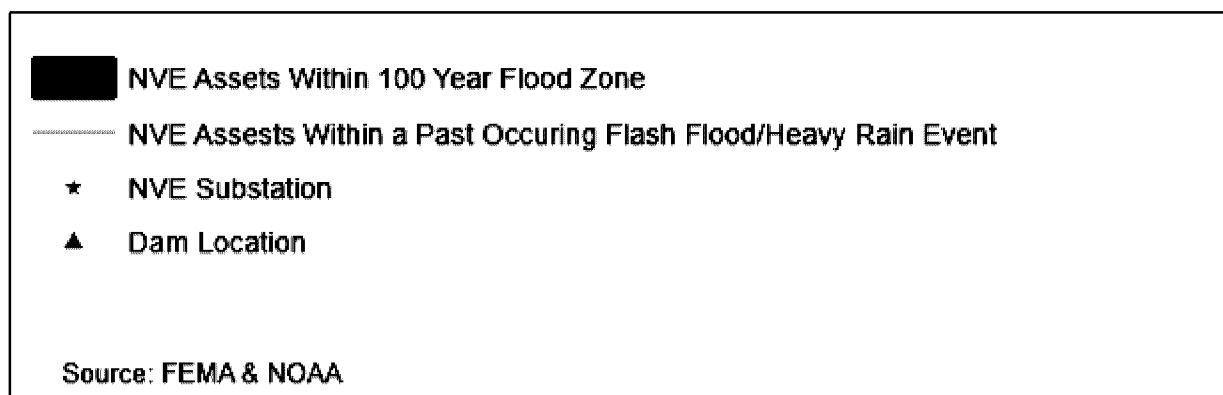 NVE Assets Within 100 Year Flood Zone
NVE Assests Within a Past Occuring Flash Flood/Heavy Rain Event
NVE Substation
Dam Location
Source: FEMA & NOAA